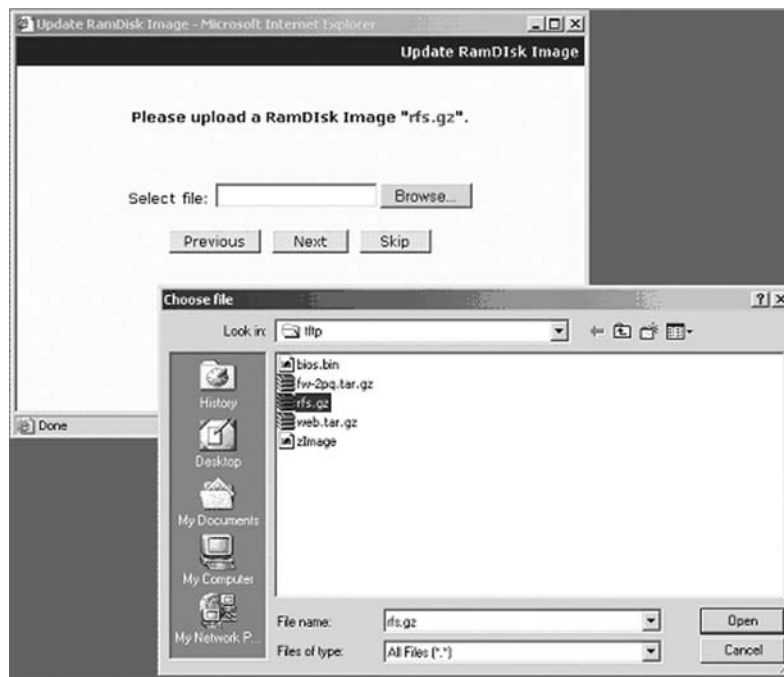 Update RamDisk Image - Microsoft Internet Explorer
Update RamDIsk Image
Please upload a RamDIsk Image "rfs.gz".
Select file: Browse...
Previous Next Skip
Done
Choose file
Look in: tftp
History
Desktop
My Documents
My Computer
My Network P...
bios.bin
fw-2pq.tar.gz
rfs.gz
web.tar.gz
zImage
File name: rfs.gz Open
Files of type: All Files (*.*) Cancel